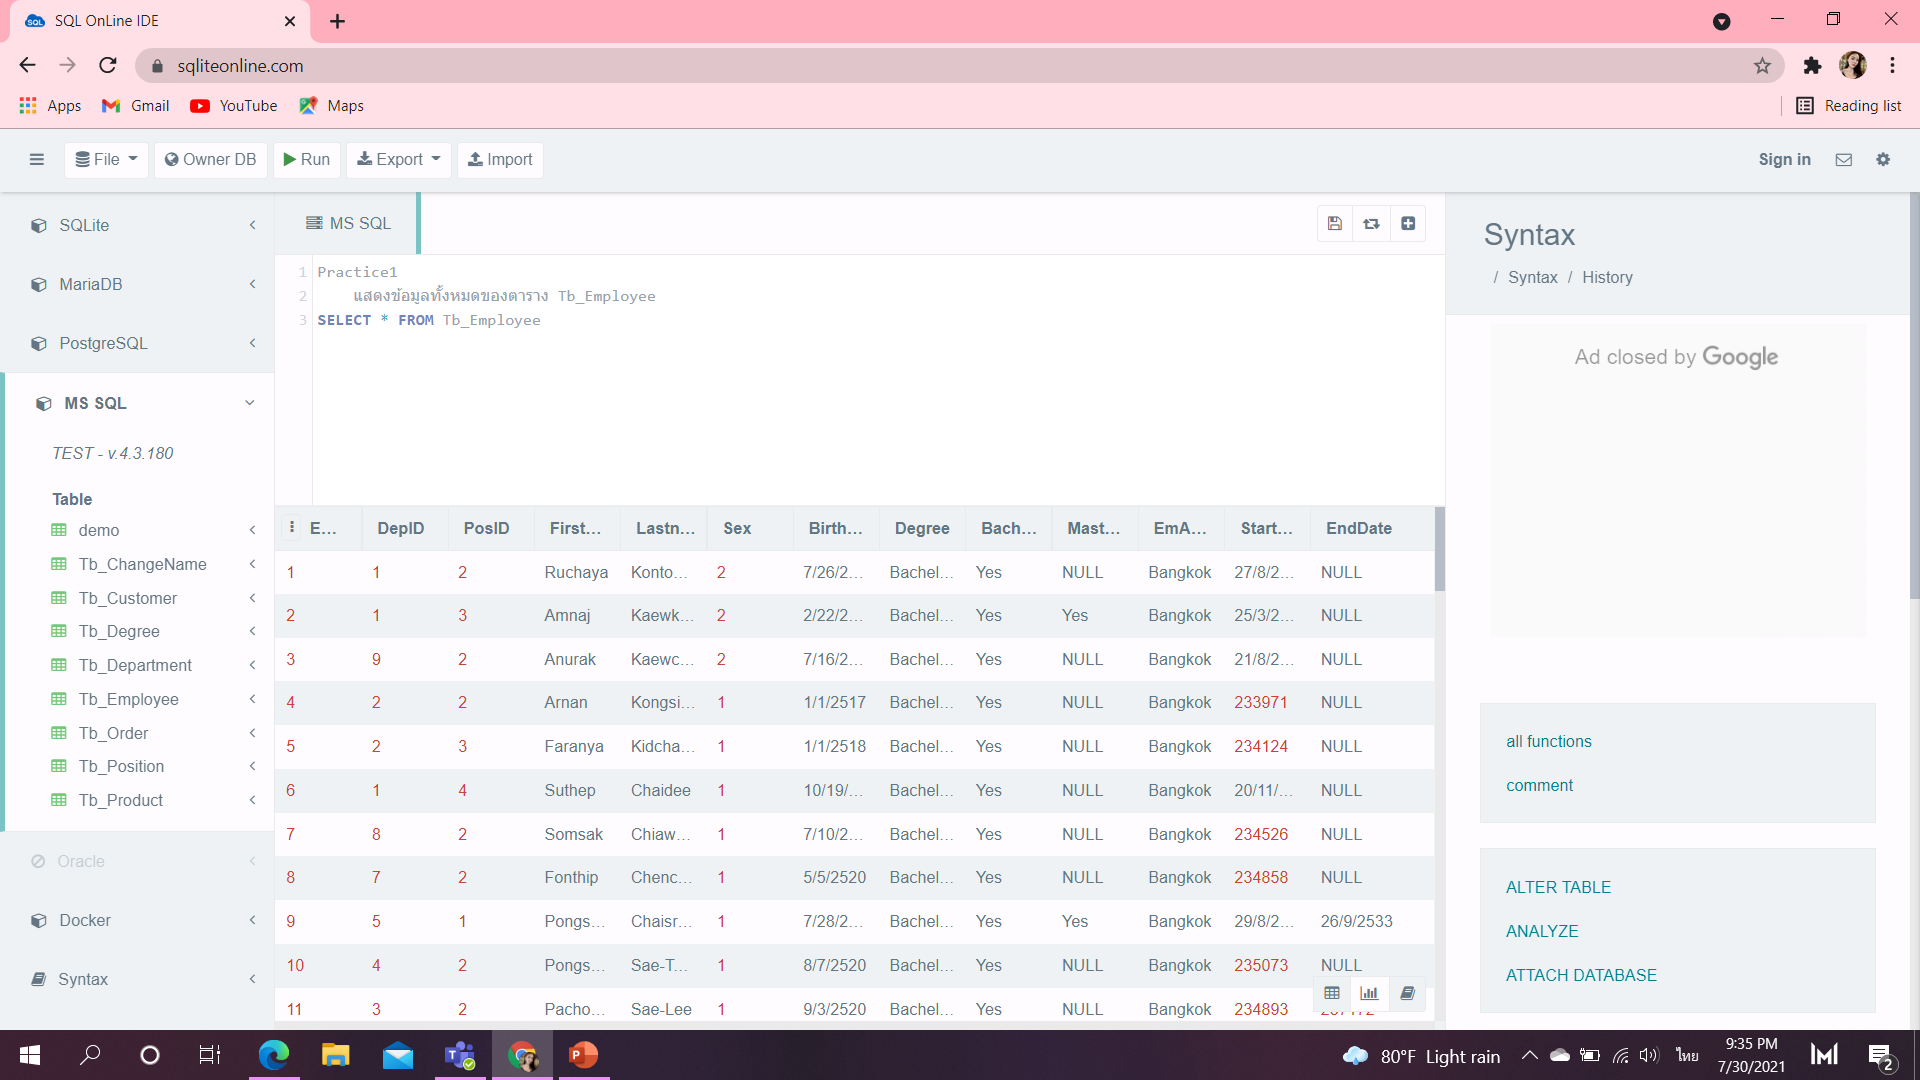 SQL OnLine IDE
sqliteonline.com
Apps Gmail YouTube Maps Reading list
File Owner DB Run Export Import Sign in
SQLite
MariaDB
PostgreSQL
MS SQL
TEST - v.4.3.180
Table
demo
Tb_ChangeName
Tb_Customer
Tb_Degree
Tb_Department
Tb_Employee
Tb_Order
Tb_Position
Tb_Product
Oracle
Docker
Syntax
MS SQL
1 Practice1
2 แสดงข้อมูลทั้งหมดของตาราง Tb_Employee
3 SELECT * FROM Tb_Employee
E... DepID PosID First... Lastn... Sex Birth... Degree Bach... Mast... EmA... Start... EndDate
1 1 2 Ruchaya Konto... 2 7/26/2... Bachel... Yes NULL Bangkok 27/8/2... NULL
2 1 3 Amnaj Kaewk... 2 2/22/2... Bachel... Yes Yes Bangkok 25/3/2... NULL
3 9 2 Anurak Kaewc... 2 7/16/2... Bachel... Yes NULL Bangkok 21/8/2... NULL
4 2 2 Arnan Kongsi... 1 1/1/2517 Bachel... Yes NULL Bangkok 233971 NULL
5 2 3 Faranya Kidcha... 1 1/1/2518 Bachel... Yes NULL Bangkok 234124 NULL
6 1 4 Suthep Chaidee 1 10/19/... Bachel... Yes NULL Bangkok 20/11/... NULL
7 8 2 Somsak Chiaw... 1 7/10/2... Bachel... Yes NULL Bangkok 234526 NULL
8 7 2 Fonthip Chenc... 1 5/5/2520 Bachel... Yes NULL Bangkok 234858 NULL
9 5 1 Pongs... Chaisr... 1 7/28/2... Bachel... Yes Yes Bangkok 29/8/2... 26/9/2533
10 4 2 Pongs... Sae-T... 1 8/7/2520 Bachel... Yes NULL Bangkok 235073 NULL
11 3 2 Pacho... Sae-Lee 1 9/3/2520 Bachel... Yes NULL Bangkok 234893
Syntax
/ Syntax / History
Ad closed by Google
all functions
comment
ALTER TABLE
ANALYZE
ATTACH DATABASE
80°F Light rain ไทย 9:35 PM
7/30/2021 2